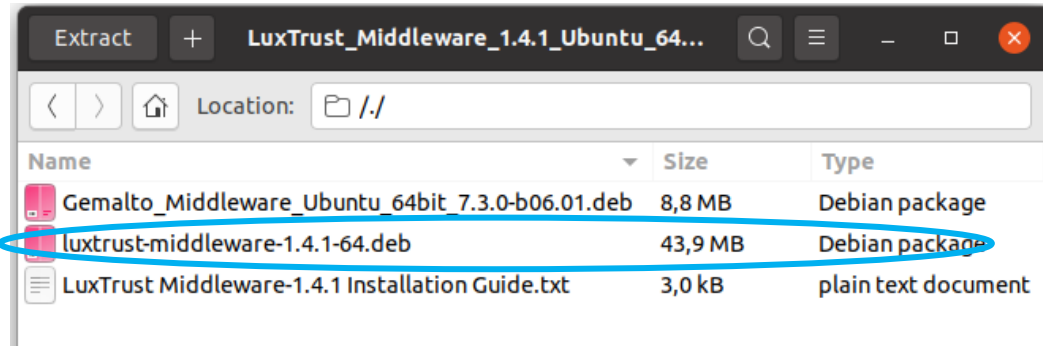 Extract + LuxTrust_Middleware_1.4.1_Ubuntu_64...
Location: /./
Name Size Type
Gemalto_Middleware_Ubuntu_64bit_7.3.0-b06.01.deb 8,8 MB Debian package
luxtrust-middleware-1.4.1-64.deb 43,9 MB Debian package
LuxTrust Middleware-1.4.1 Installation Guide.txt 3,0 kB plain text document